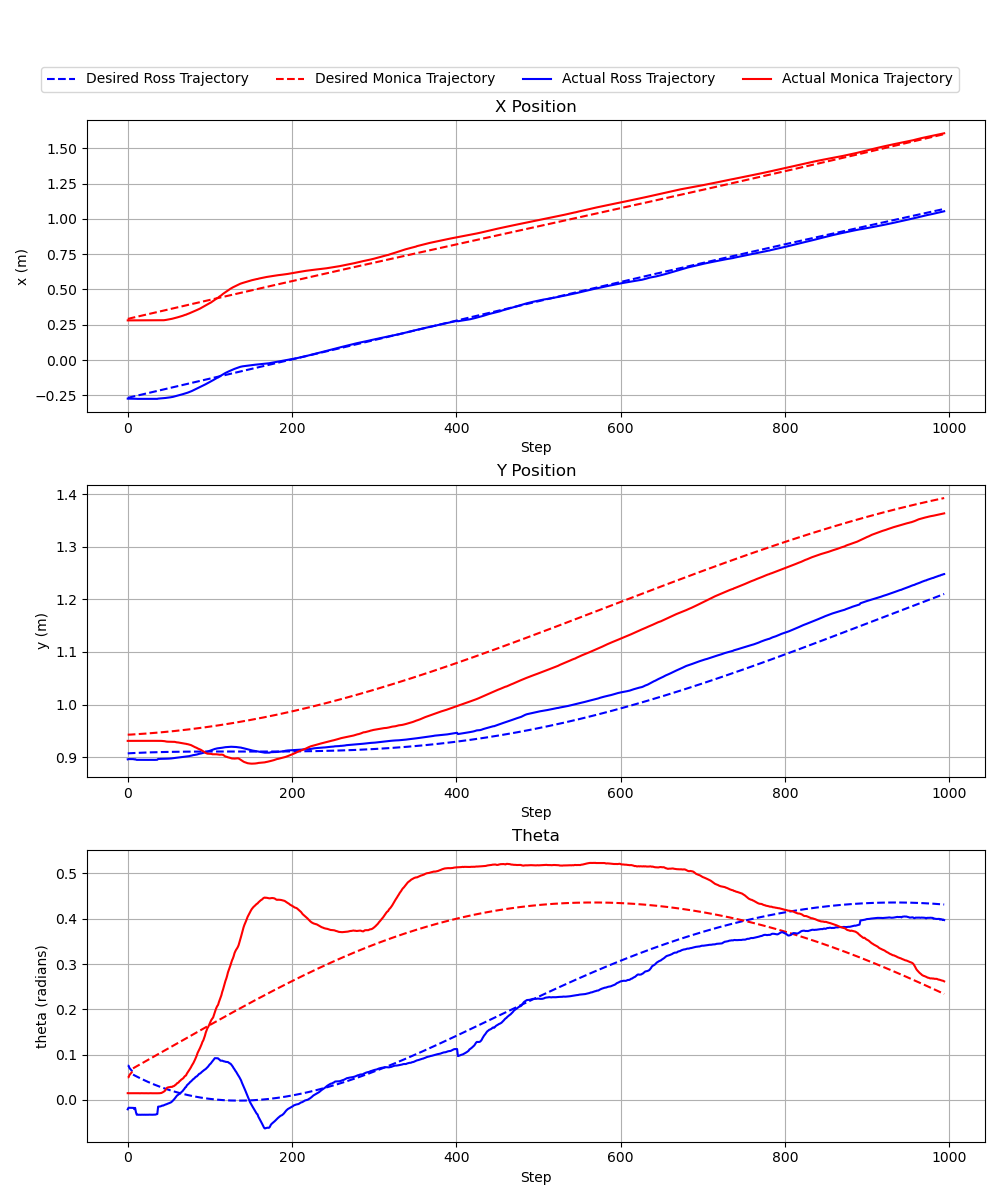 Desired Ross Trajectory Desired Monica Trajectory Actual Ross Trajectory Actual Monica Trajectory
X Position
1.50
1.25
1.00
0.75
0.50
0.25
0.00
−0.25
x (m)
0 200 400 600 800 1000
Step
Y Position
1.4
1.3
1.2
1.1
1.0
0.9
y (m)
0 200 400 600 800 1000
Step
Theta
0.5
0.4
0.3
0.2
0.1
0.0
theta (radians)
0 200 400 600 800 1000
Step